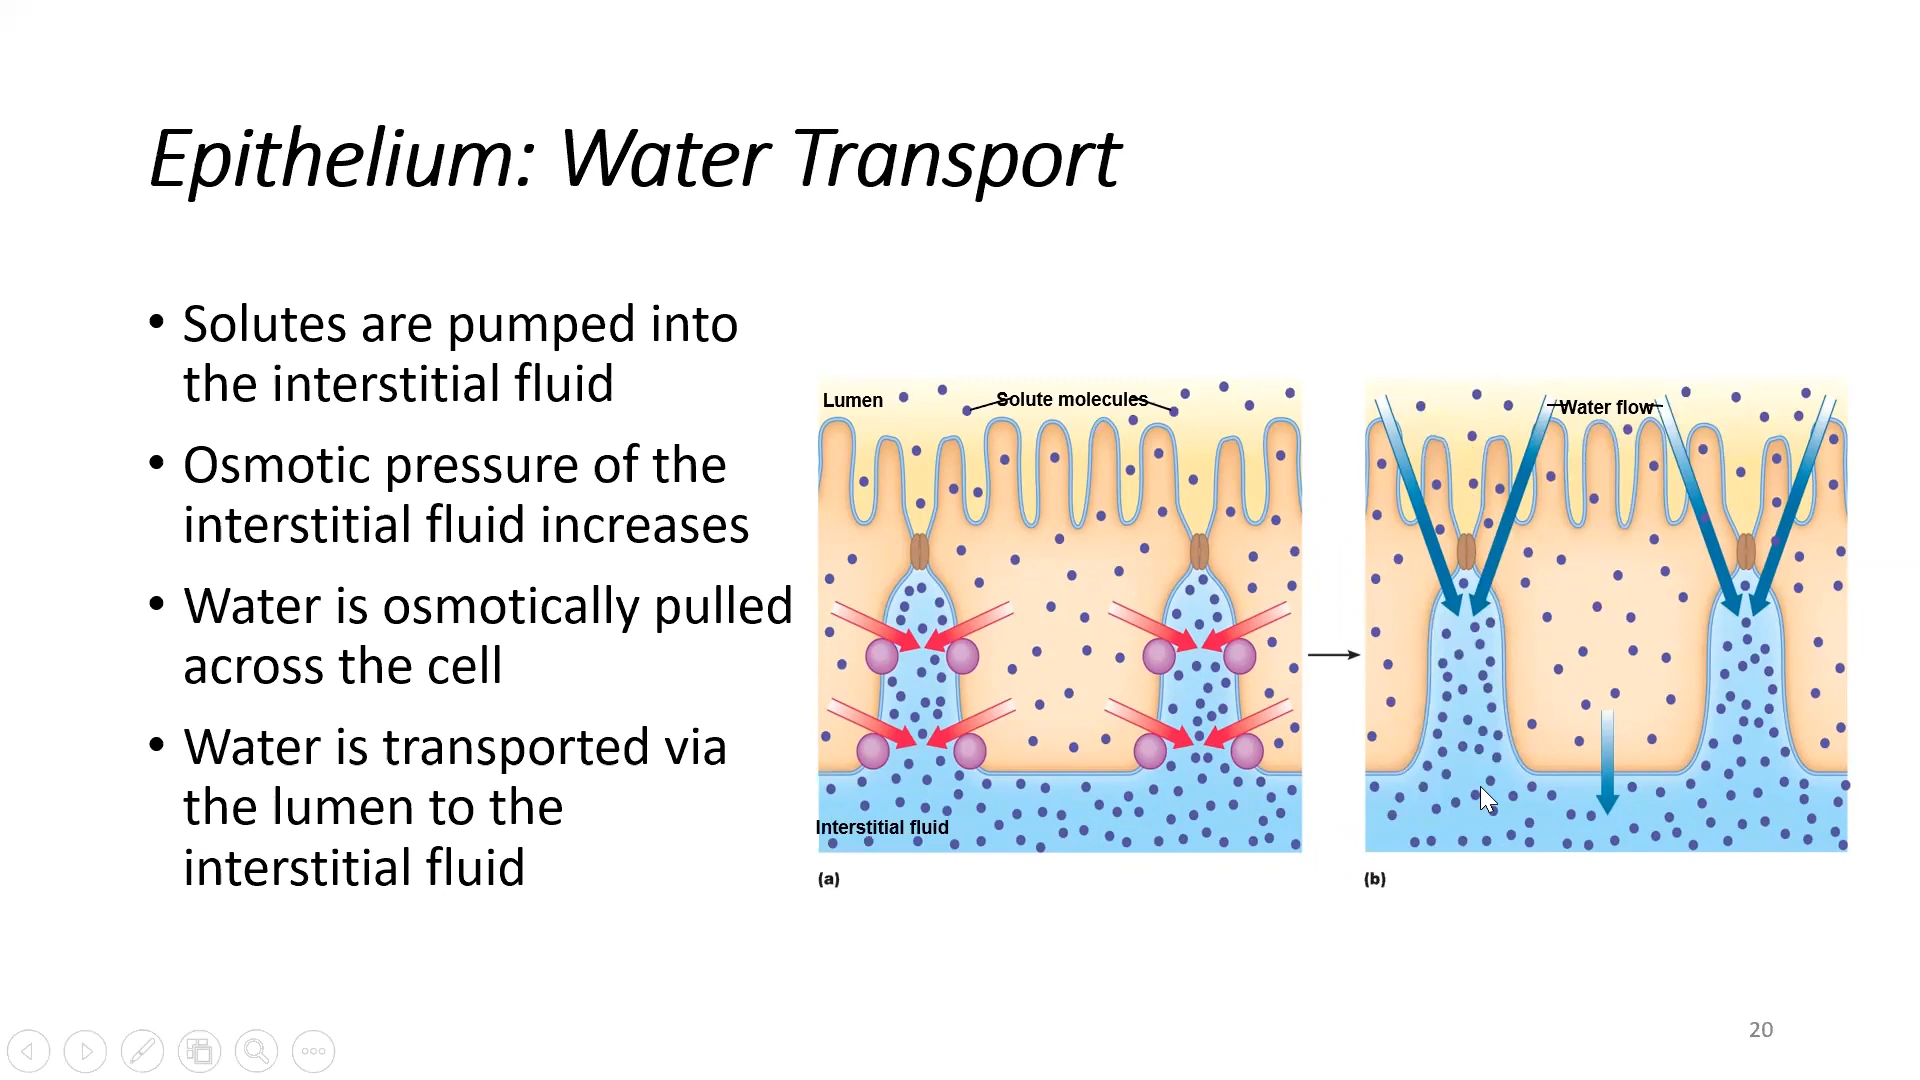 Epithelium: Water Transport
• Solutes are pumped into
the interstitial fluid
• Osmotic pressure of the
interstitial fluid increases
• Water is osmotically pulled
across the cell
• Water is transported via
the lumen to the
interstitial fluid
Lumen
Solute molecules
Interstitial fluid
(a)
Water flow
(b)
20